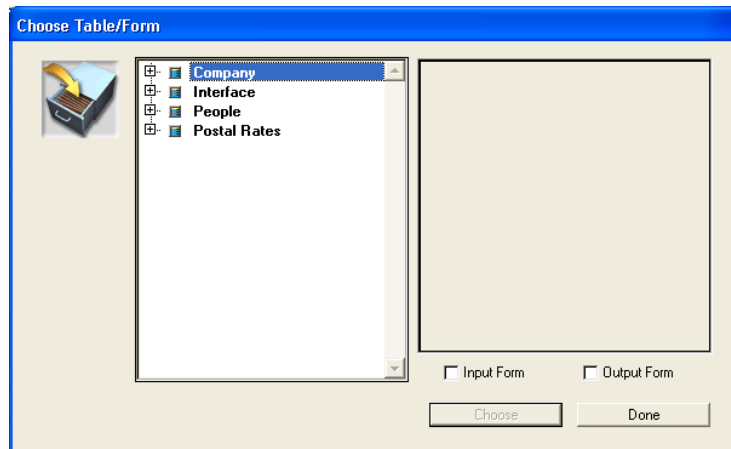 Choose Table/Form
Company
Interface
People
Postal Rates
Input Form
Output Form
Choose
Done